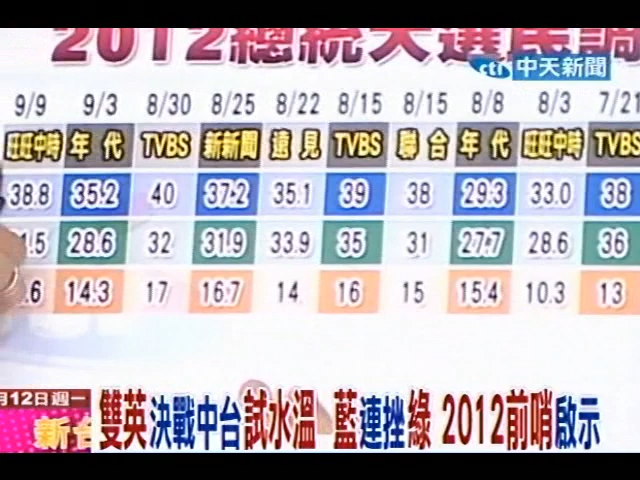 2012總統大選民調
cti 中天新聞
9/9 9/3 8/30 8/25 8/22 8/15 8/15 8/8 8/3 7/21
旺旺中時 年代 TVBS 新新聞 遠見 TVBS 聯合 年代 旺旺中時 TVBS
38.8 35.2 40 37.2 35.1 39 38 29.3 33.0 38
.5 28.6 32 31.9 33.9 35 31 27.7 28.6 36
.6 14.3 17 16.7 14 16 15 15.4 10.3 13
月12日週一
新台
雙英決戰中台試水溫 藍連挫綠 2012前哨啟示